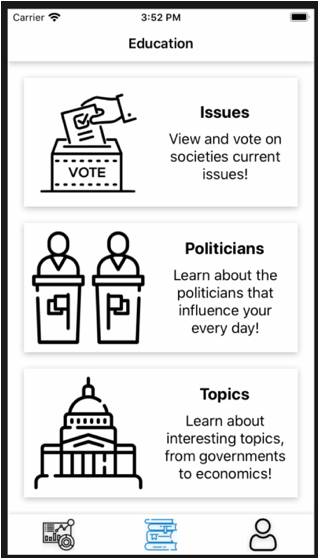 Carrier 3:52 PM
Education
Issues
View and vote on
societies current
issues!
VOTE
Politicians
Learn about the
politicians that
influence your
every day!
Topics
Learn about
interesting topics,
from governments
to economics!